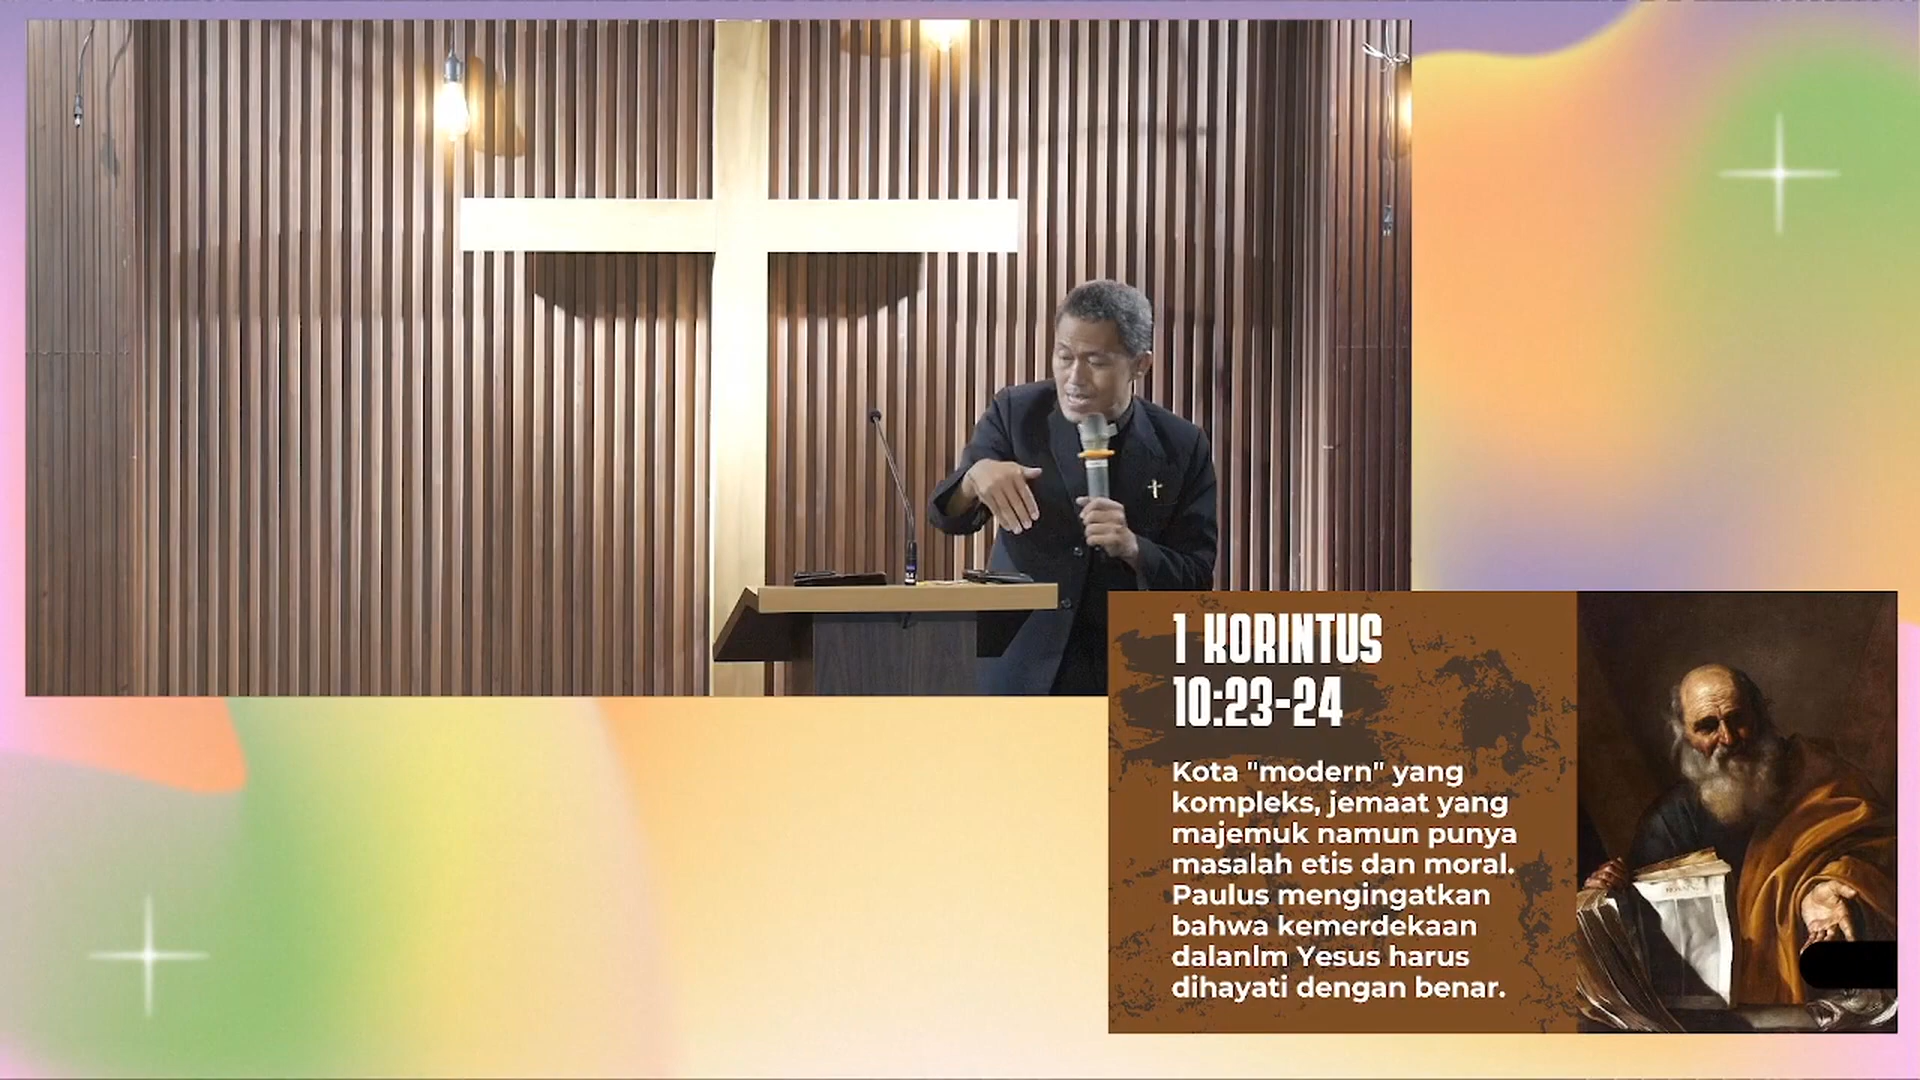 1 KORINTUS
10:23-24
Kota "modern" yang
kompleks, jemaat yang
majemuk namun punya
masalah etis dan moral.
Paulus mengingatkan
bahwa kemerdekaan
dalanlm Yesus harus
dihayati dengan benar.